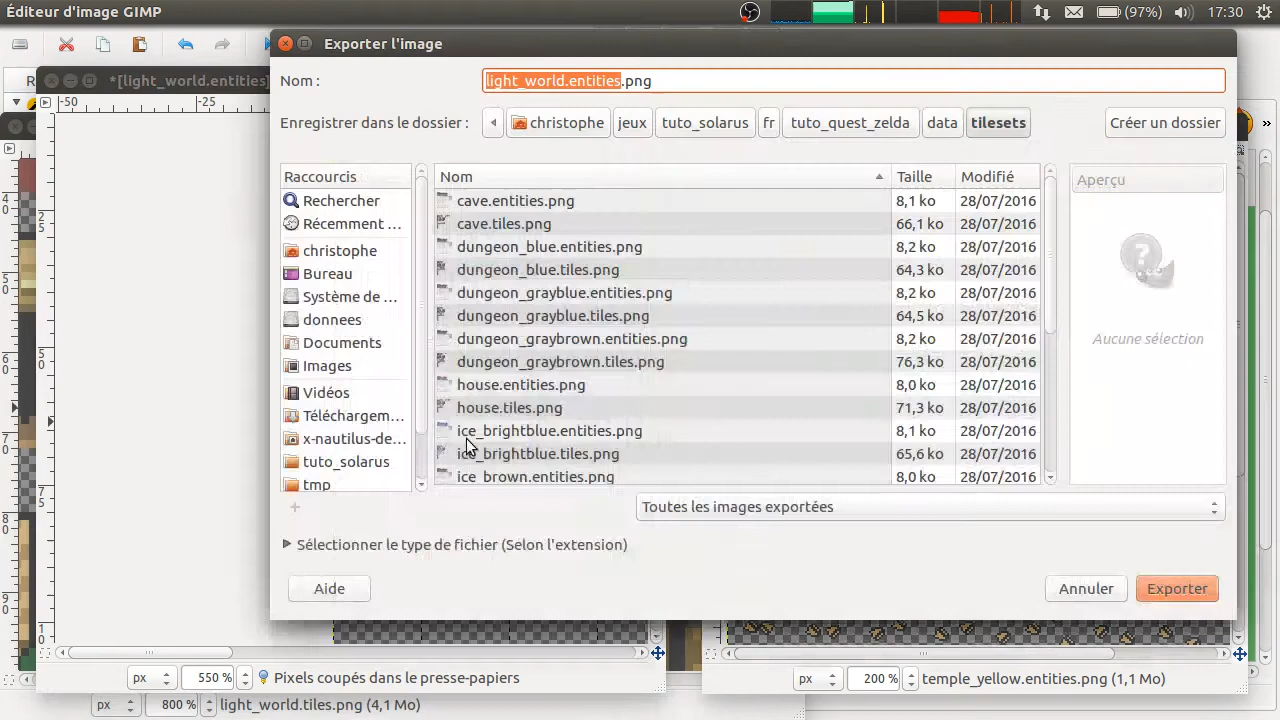 Éditeur d'image GIMP
(97%)
17:30
Exporter l'image
*[light_world.entities]
Nom :
light_world.entities.png
Enregistrer dans le dossier :
christophe
jeux
tuto_solarus
fr
tuto_quest_zelda
data
tilesets
Créer un dossier
Raccourcis
Rechercher
Récemment ...
christophe
Bureau
Système de ...
donnees
Documents
Images
Vidéos
Téléchargem...
x-nautilus-de...
tuto_solarus
tmp
Nom Taille Modifié
cave.entities.png 8,1 ko 28/07/2016
cave.tiles.png 66,1 ko 28/07/2016
dungeon_blue.entities.png 8,2 ko 28/07/2016
dungeon_blue.tiles.png 64,3 ko 28/07/2016
dungeon_grayblue.entities.png 8,2 ko 28/07/2016
dungeon_grayblue.tiles.png 64,5 ko 28/07/2016
dungeon_graybrown.entities.png 8,2 ko 28/07/2016
dungeon_graybrown.tiles.png 76,3 ko 28/07/2016
house.entities.png 8,0 ko 28/07/2016
house.tiles.png 71,3 ko 28/07/2016
ice_brightblue.entities.png 8,1 ko 28/07/2016
ice_brightblue.tiles.png 65,6 ko 28/07/2016
ice_brown.entities.png 8,0 ko 28/07/2016
Aperçu
Aucune sélection
Toutes les images exportées
Sélectionner le type de fichier (Selon l'extension)
Aide
Annuler
Exporter
-50
-25
px
550 %
Pixels coupés dans le presse-papiers
px
200 %
temple_yellow.entities.png (1,1 Mo)
px
800 %
light_world.tiles.png (4,1 Mo)